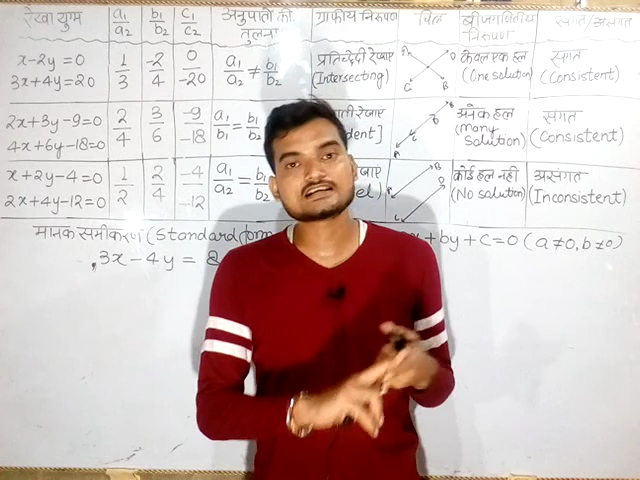 रेखा युग्म a₁/a₂ b₁/b₂ c₁/c₂ अनुपातों की तुलना ग्राफीय निरूपण चित्र बीजगणितीय निरूपण संगत/असंगत
x-2y=0
3x+4y=20
1/3 -2/4 0/-20 a₁/a₂ ≠ b₁/b₂
प्रतिच्छेदी रेखाएं
(Intersecting)
A D C B
केवल एक हल
(One solution)
संगत
(Consistent)
2x+3y-9=0
4x+6y-18=0
2/4 3/6 -9/-18 a₁/b₁ = b₁/b₂
अनेक हल
(many solution)
संगत
(Consistent)
x+2y-4=0
2x+4y-12=0
1/2 2/4 -4/-12 a₁/a₂ = b₁/b₂
कोई हल नहीं
(No solution)
असंगत
(Inconsistent)
मानक समीकरण (Standard form +by+c=0 (a≠0, b≠0)
3x-4y = 8